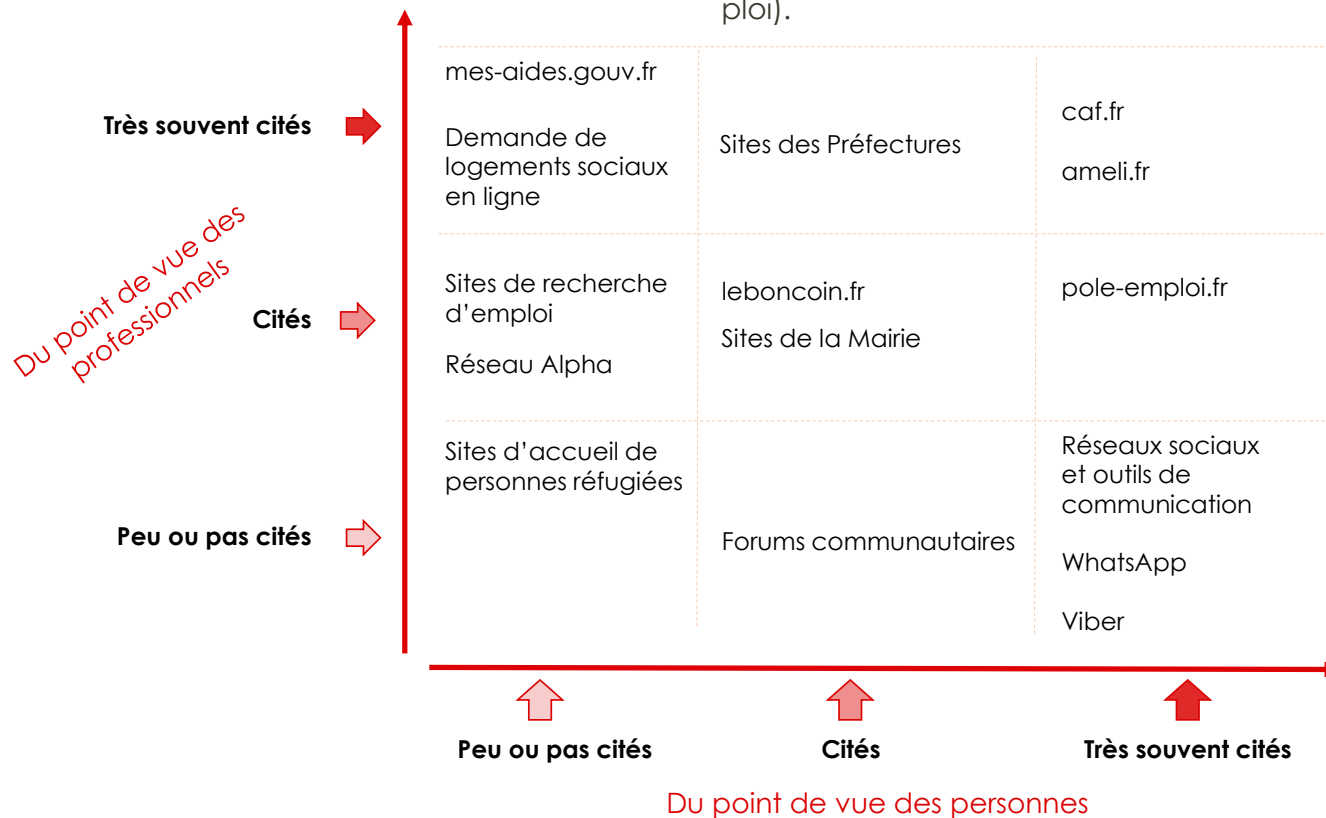 ploi).
Très souvent cités
mes-aides.gouv.fr
Demande de
logements sociaux
en ligne
Sites des Préfectures
caf.fr
ameli.fr
Du point de vue des
professionnels
Cités
Sites de recherche
d’emploi
Réseau Alpha
leboncoin.fr
Sites de la Mairie
pole-emploi.fr
Peu ou pas cités
Sites d’accueil de
personnes réfugiées
Forums communautaires
Réseaux sociaux
et outils de
communication
WhatsApp
Viber
Peu ou pas cités
Cités
Très souvent cités
Du point de vue des personnes